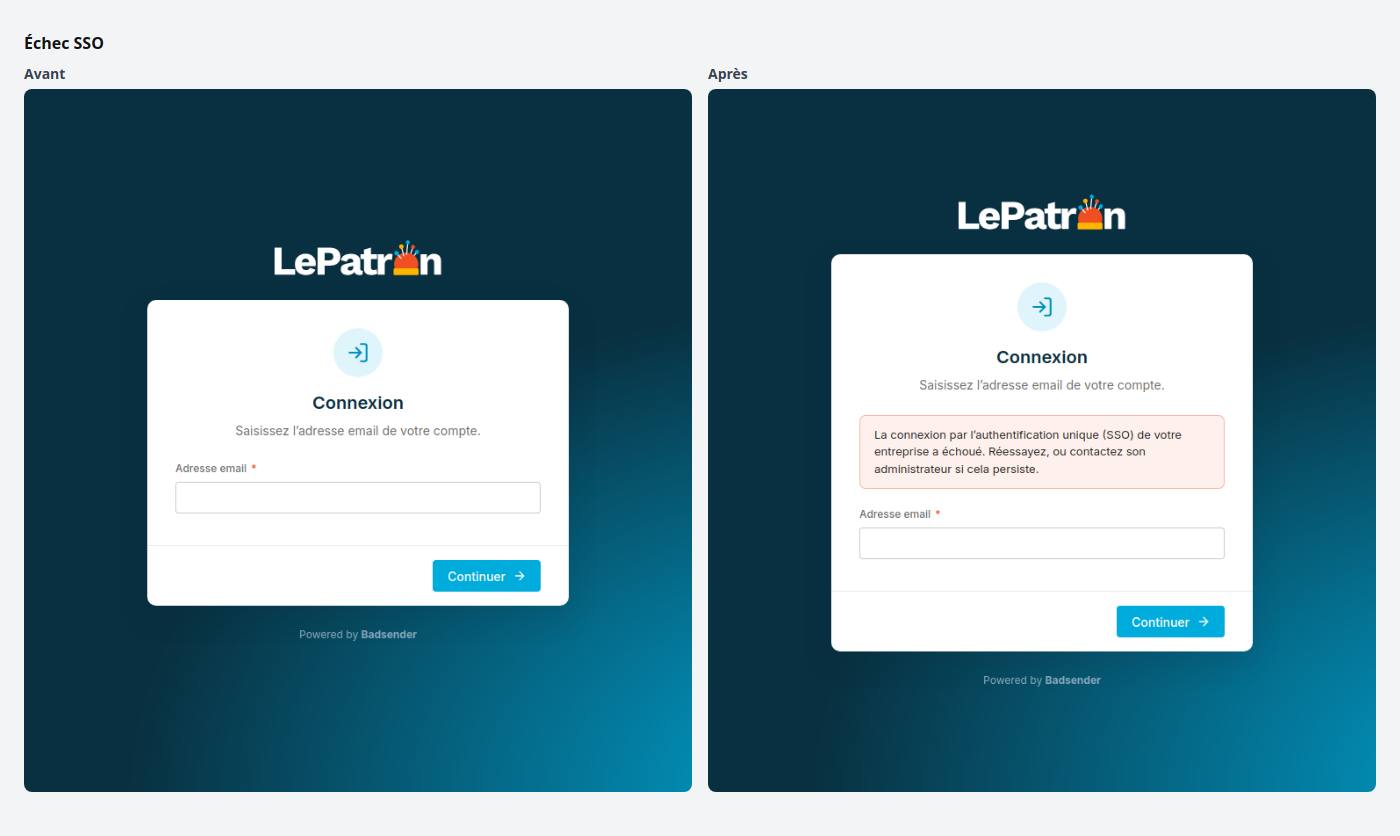 Échec SSO
Avant
LePatron
Connexion
Saisissez l'adresse email de votre compte.
Adresse email *
Continuer
Powered by Badsender
Après
LePatron
Connexion
Saisissez l'adresse email de votre compte.
La connexion par l'authentification unique (SSO) de votre
entreprise a échoué. Réessayez, ou contactez son
administrateur si cela persiste.
Adresse email *
Continuer
Powered by Badsender